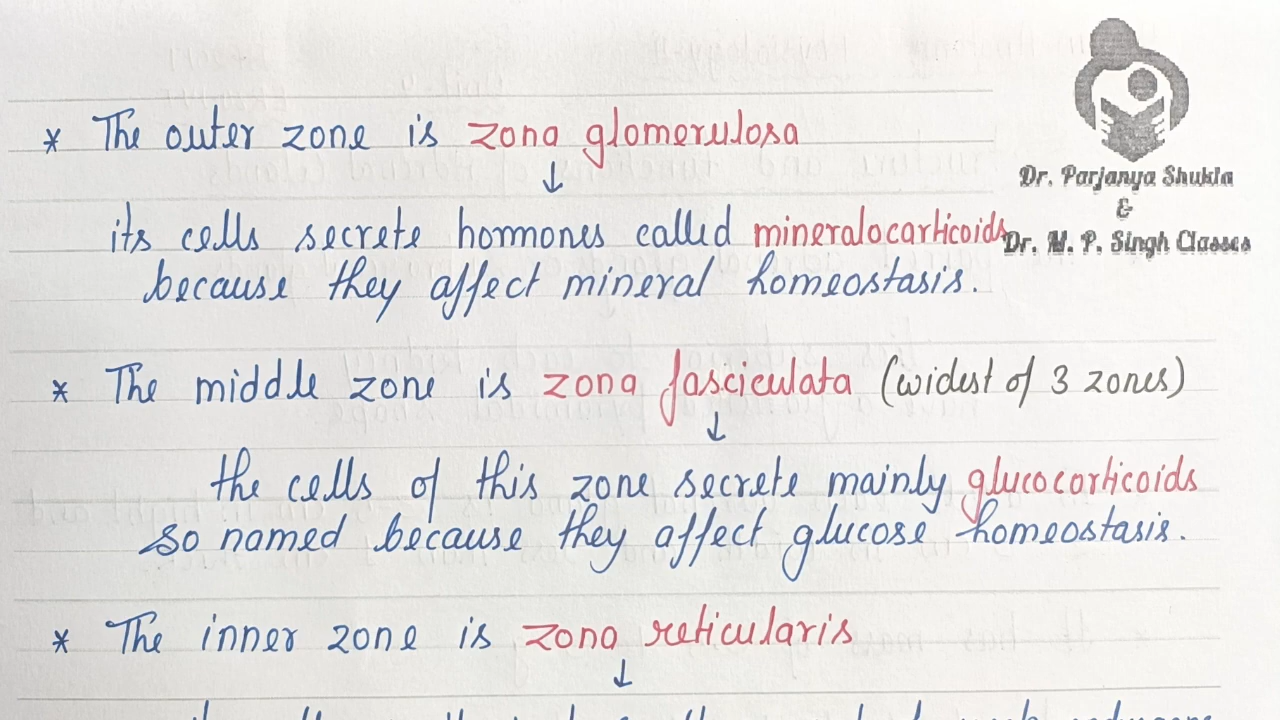 * The outer zone is zona glomerulosa
↓
its cells secrete hormones called mineralocorticoids
because they affect mineral homeostasis.
* The middle zone is zona fasciculata (widest of 3 zones)
↓
the cells of this zone secrete mainly glucocorticoids
so named because they affect glucose homeostasis.
* The inner zone is zona reticularis
↓
Dr. Parjanya Shukla
&
Dr. M. P. Singh Classes